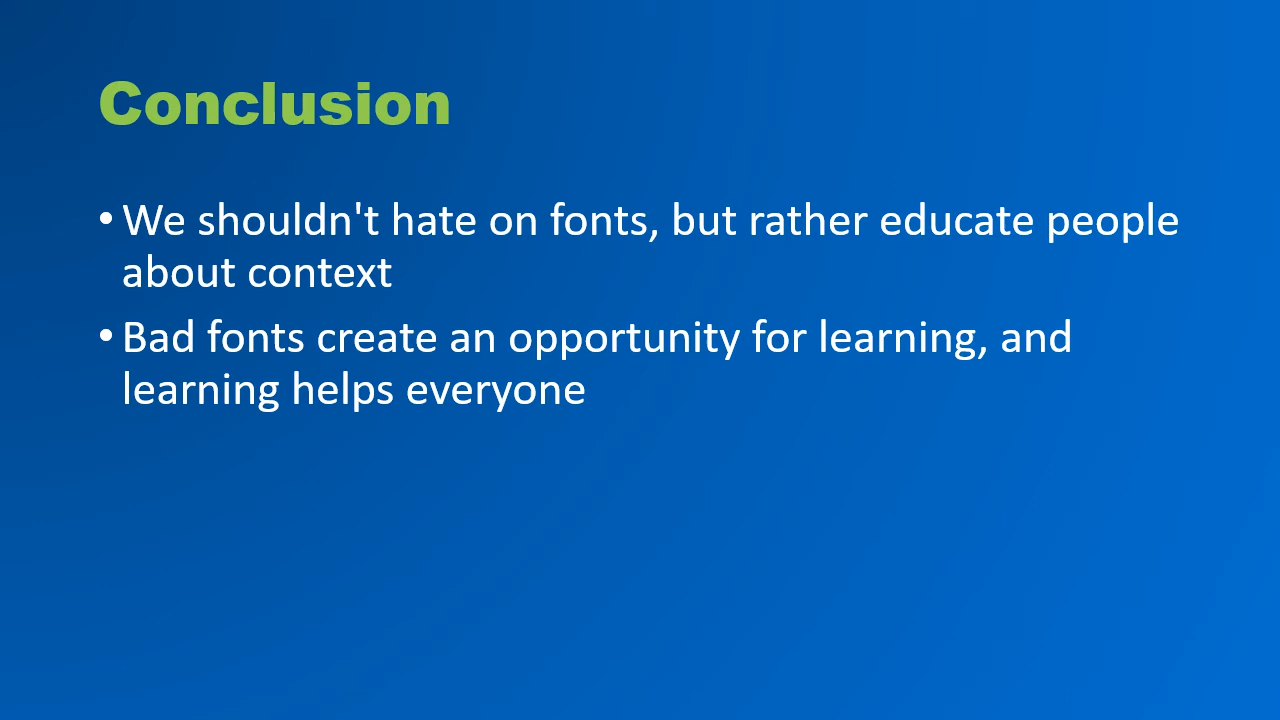 Conclusion
• We shouldn't hate on fonts, but rather educate people
about context
• Bad fonts create an opportunity for learning, and
learning helps everyone